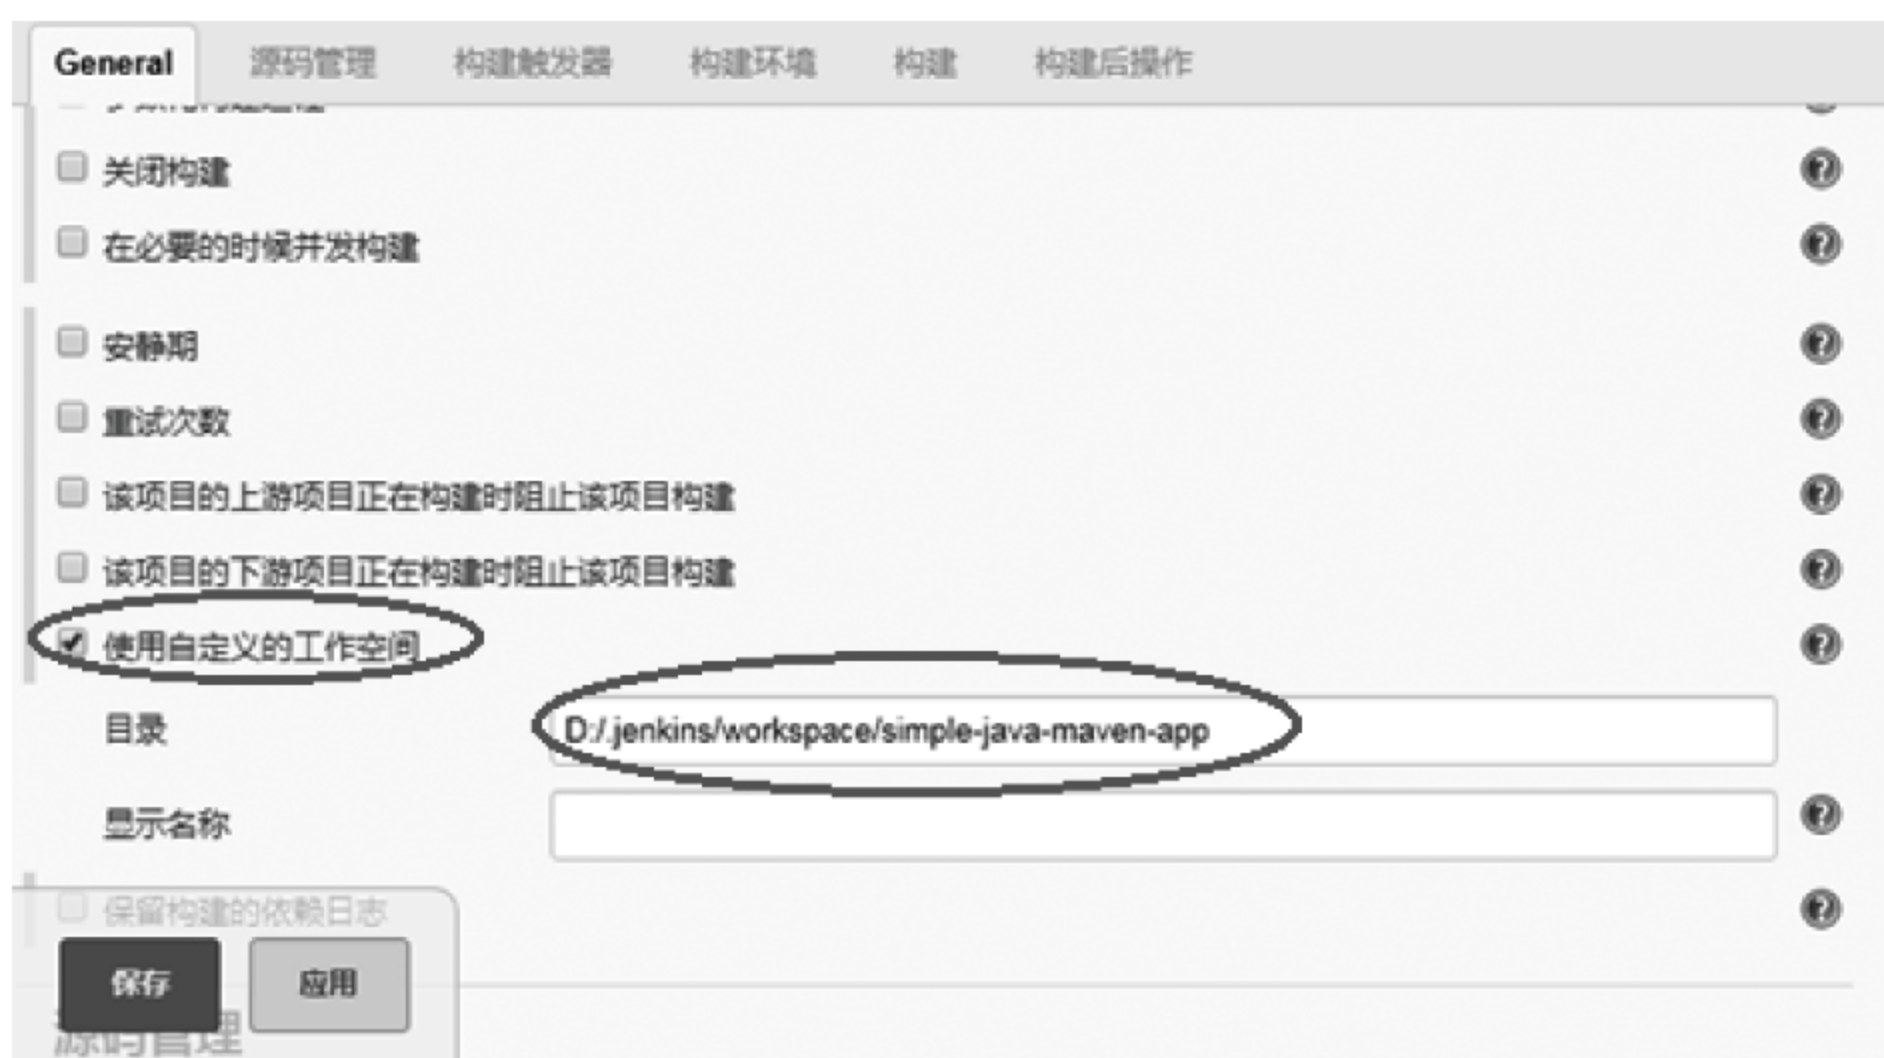 General 源码管理 构建触发器 构建环境 构建 构建后操作
关闭构建
在必要的时候并发构建
安静期
重试次数
该项目的上游项目正在构建时阻止该项目构建
该项目的下游项目正在构建时阻止该项目构建
使用自定义的工作空间
目录 D:/.jenkins/workspace/simple-java-maven-app
显示名称
保留构建的依赖日志
保存 应用
源码管理